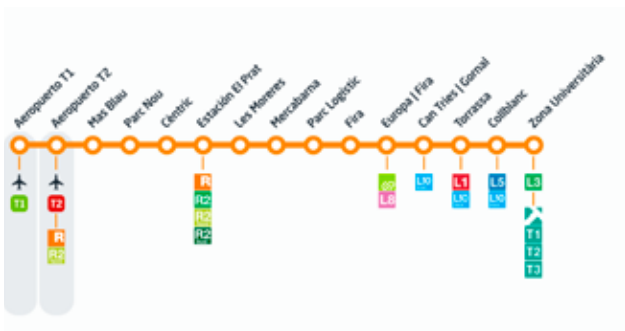 Aeropuerto T1
Aeropuerto T2
Mas Blau
Parc Nou
Cèntric
Estación El Prat
Les Moreres
Mercabarna
Parc Logístic
Fira
Europa | Fira
Can Tries | Gornal
Torrassa
Collblanc
Zona Universitària
T1
T2
R
R2
R
R2
R2
R2
L8
L10
L1
L10
L5
L10
L3
T1
T2
T3